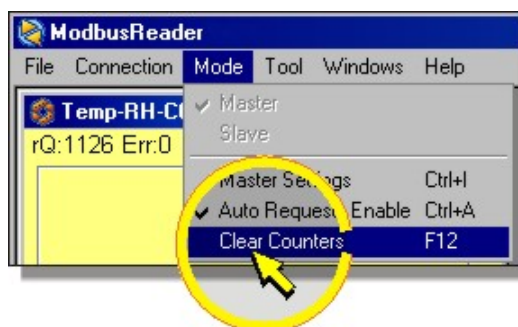 ModbusReader
File Connection Mode Tool Windows Help
Temp-RH-C
rQ:1126 Err:0
Master
Slave
Master Settings Ctrl+I
Auto Request Enable Ctrl+A
Clear Counters F12